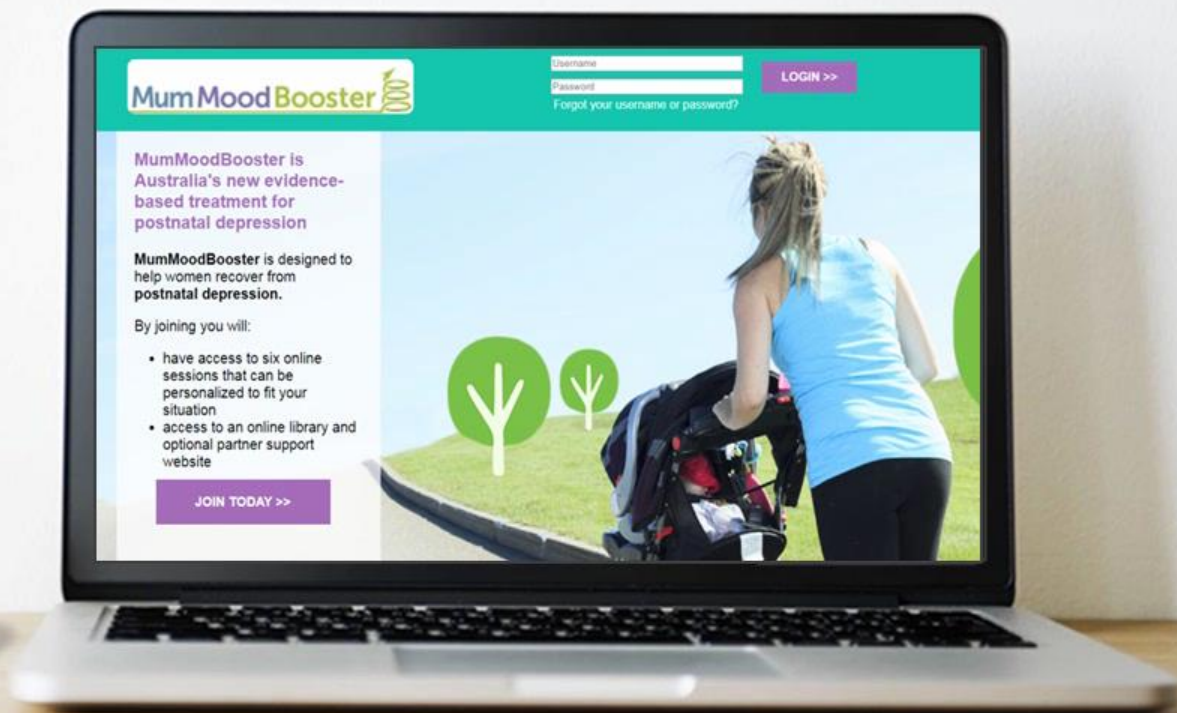 MumMoodBooster
Username
Password
Forgot your username or password?
LOGIN >>
MumMoodBooster is
Australia's new evidence-
based treatment for
postnatal depression
MumMoodBooster is designed to
help women recover from
postnatal depression.
By joining you will:
• have access to six online
sessions that can be
personalized to fit your
situation
• access to an online library and
optional partner support
website
JOIN TODAY >>